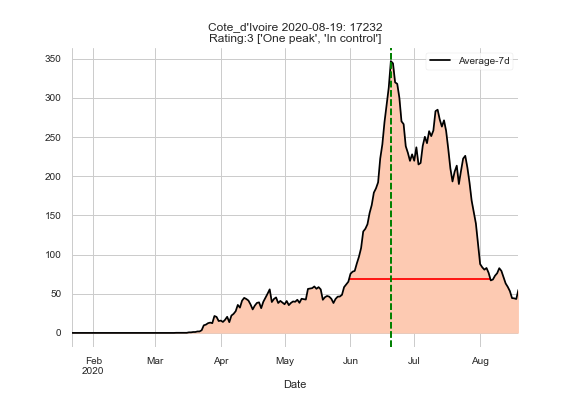 Cote_d'Ivoire 2020-08-19: 17232
Rating:3 ['One peak', 'In control']
Average-7d
350
300
250
200
150
100
50
0
Feb Mar Apr May Jun Jul Aug
2020
Date